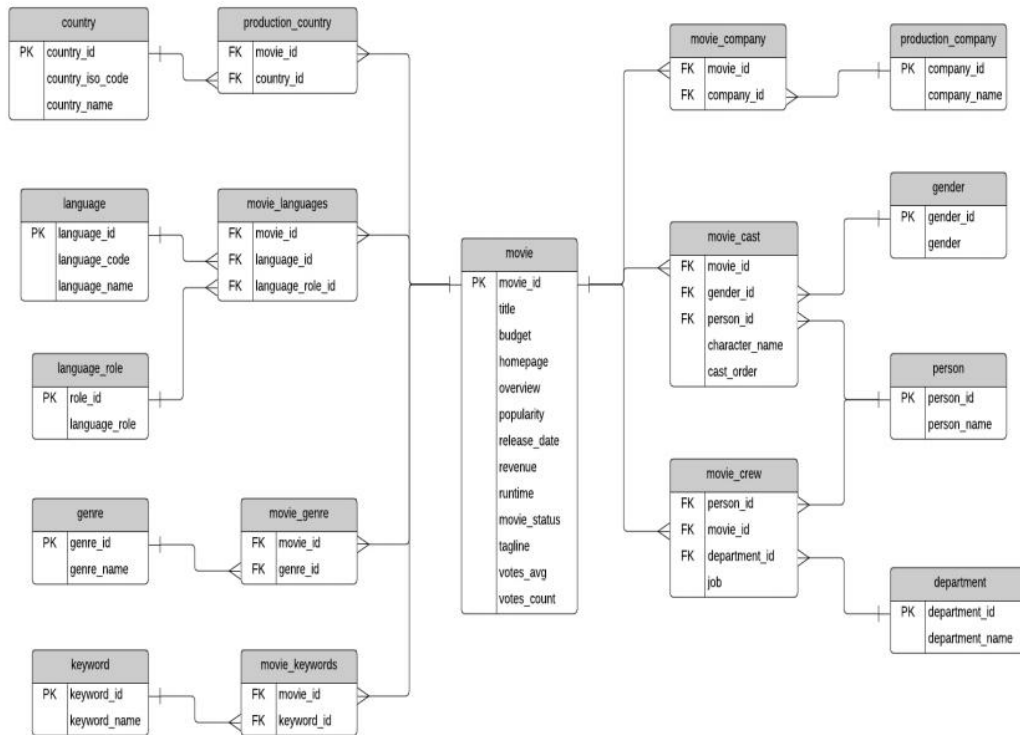 country
PK country_id
country_iso_code
country_name
production_country
FK movie_id
FK country_id
movie_company
FK movie_id
FK company_id
production_company
PK company_id
company_name
language
PK language_id
language_code
language_name
movie_languages
FK movie_id
FK language_id
FK language_role_id
language_role
PK role_id
language_role
genre
PK genre_id
genre_name
movie_genre
FK movie_id
FK genre_id
keyword
PK keyword_id
keyword_name
movie_keywords
FK movie_id
FK keyword_id
movie
PK movie_id
title
budget
homepage
overview
popularity
release_date
revenue
runtime
movie_status
tagline
votes_avg
votes_count
movie_cast
FK movie_id
FK gender_id
FK person_id
character_name
cast_order
gender
PK gender_id
gender
person
PK person_id
person_name
movie_crew
FK person_id
FK movie_id
FK department_id
job
department
PK department_id
department_name